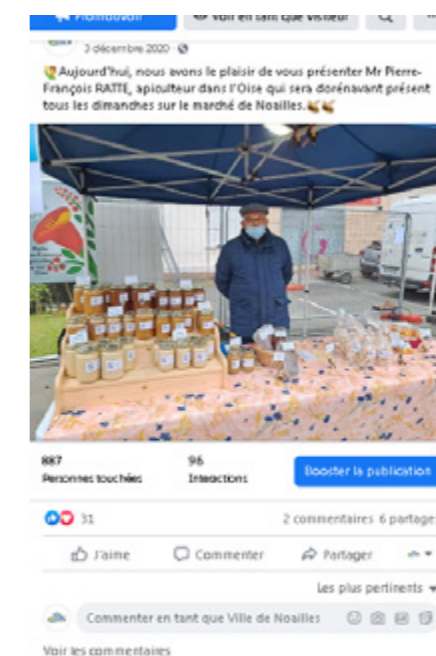 Promouvoir Voir en tant que visiteur
3 décembre 2020
Aujourd'hui, nous avons le plaisir de vous présenter Mr Pierre-
François RATTE, apiculteur dans l'Oise qui sera dorénavant présent
tous les dimanches sur le marché de Noailles.
887
Personnes touchées
96
Interactions
Booster la publication
31
2 commentaires 6 partage
J'aime Commenter Partager
Les plus pertinents
Commenter en tant que Ville de Noailles
Voir les commentaires